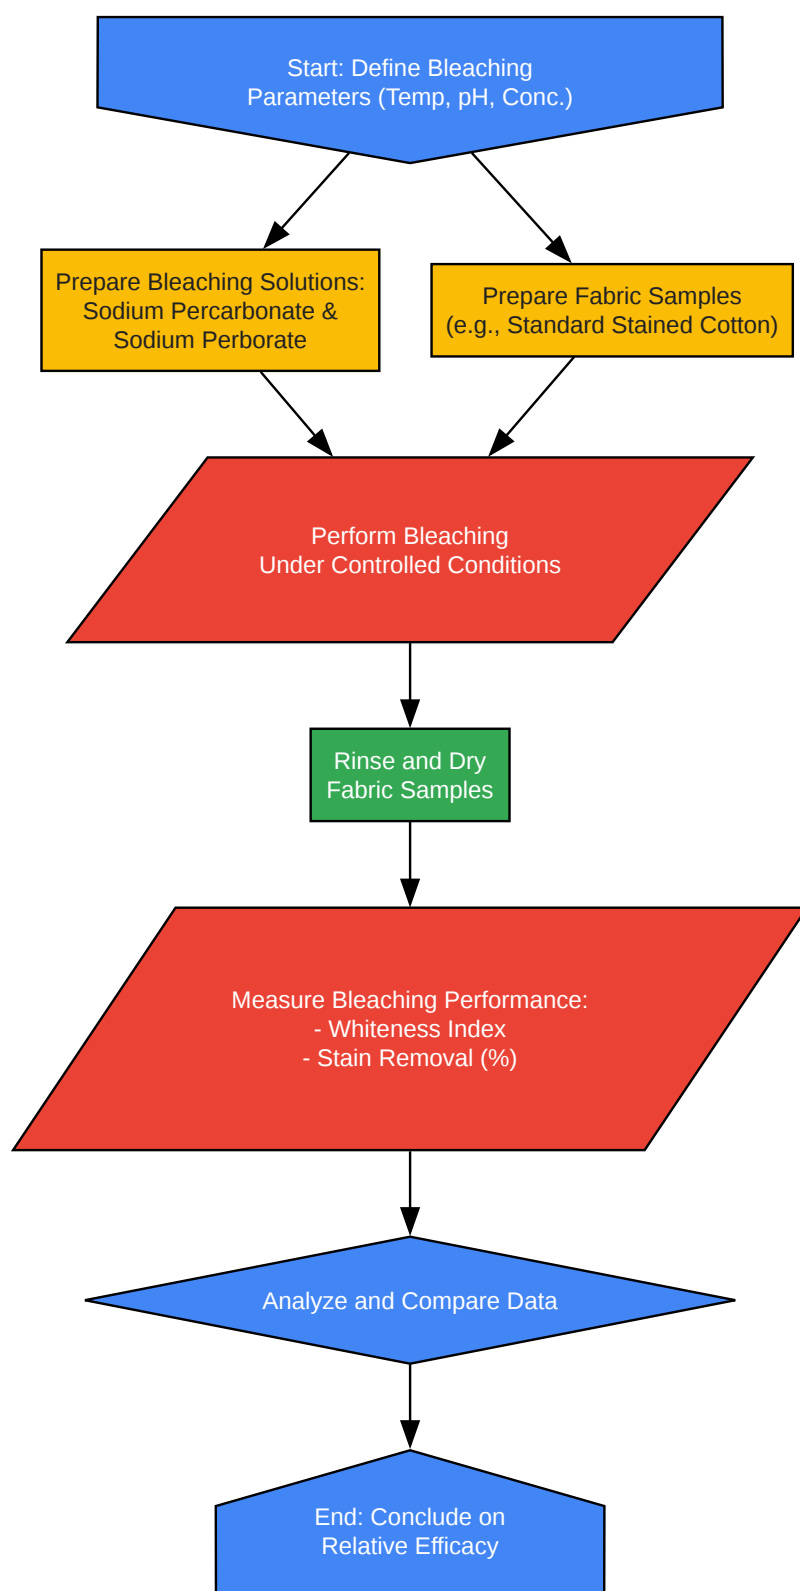 Start: Define Bleaching
Parameters (Temp, pH, Conc.)
Prepare Bleaching Solutions:
Sodium Percarbonate &
Sodium Perborate
Prepare Fabric Samples
(e.g., Standard Stained Cotton)
Perform Bleaching
Under Controlled Conditions
Rinse and Dry
Fabric Samples
Measure Bleaching Performance:
- Whiteness Index
- Stain Removal (%)
Analyze and Compare Data
End: Conclude on
Relative Efficacy